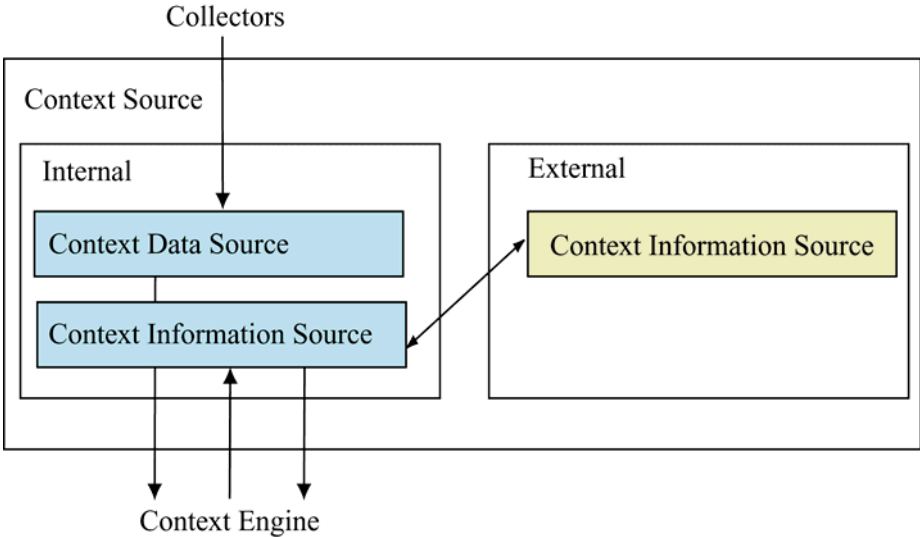 Collectors
Context Source
Internal
External
Context Data Source
Context Information Source
Context Information Source
Context Engine